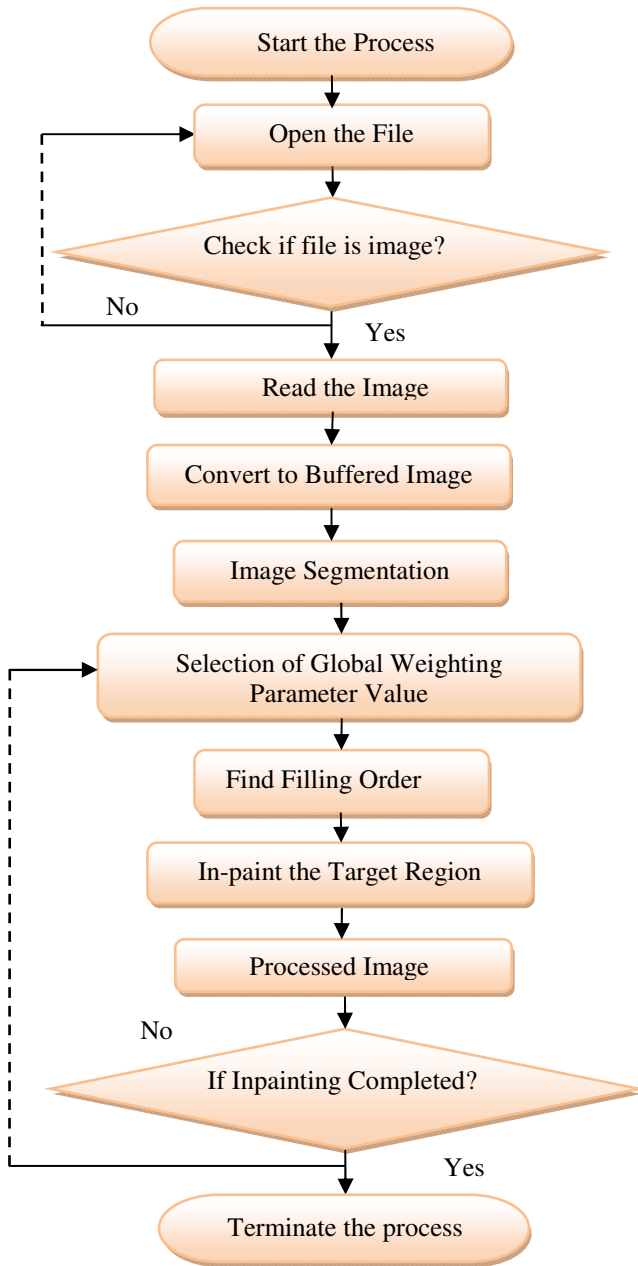 Start the Process
Open the File
Check if file is image?
No
Yes
Read the Image
Convert to Buffered Image
Image Segmentation
Selection of Global Weighting
Parameter Value
Find Filling Order
In-paint the Target Region
Processed Image
No
If Inpainting Completed?
Yes
Terminate the process